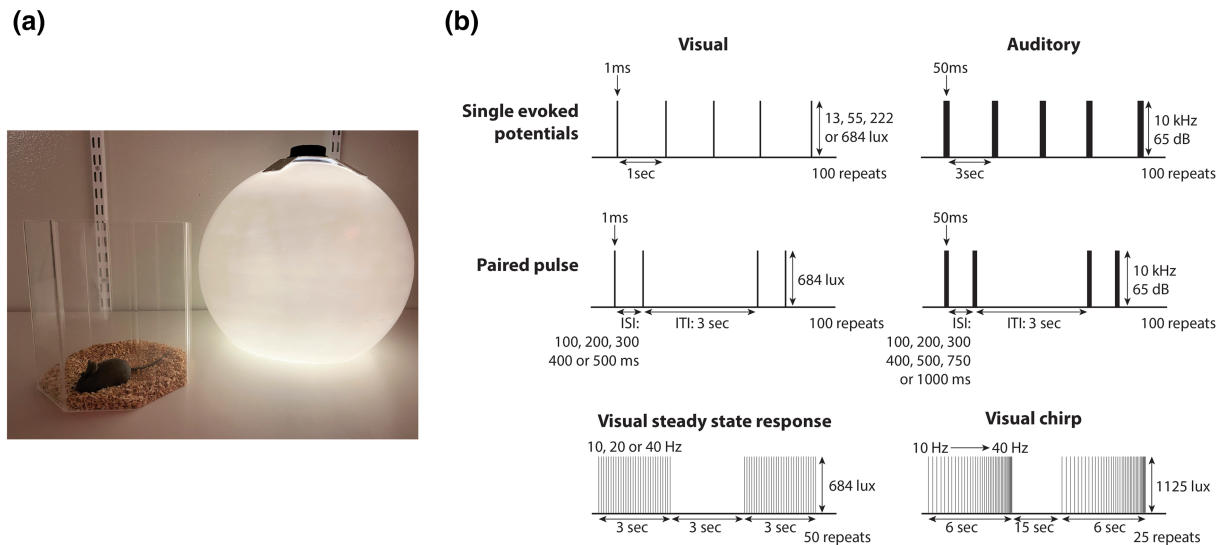 (a)
(b)
Visual
Auditory
Single evoked
potentials
1ms
13, 55, 222
or 684 lux
1sec
100 repeats
50ms
10 kHz
65 dB
3sec
100 repeats
Paired pulse
1ms
684 lux
ISI:
ITI: 3 sec
100 repeats
100, 200, 300
400 or 500 ms
50ms
10 kHz
65 dB
ISI:
ITI: 3 sec
100 repeats
100, 200, 300
400, 500, 750
or 1000 ms
Visual steady state response
10, 20 or 40 Hz
684 lux
3 sec
3 sec
3 sec
50 repeats
Visual chirp
10 Hz
40 Hz
1125 lux
6 sec
15 sec
6 sec
25 repeats